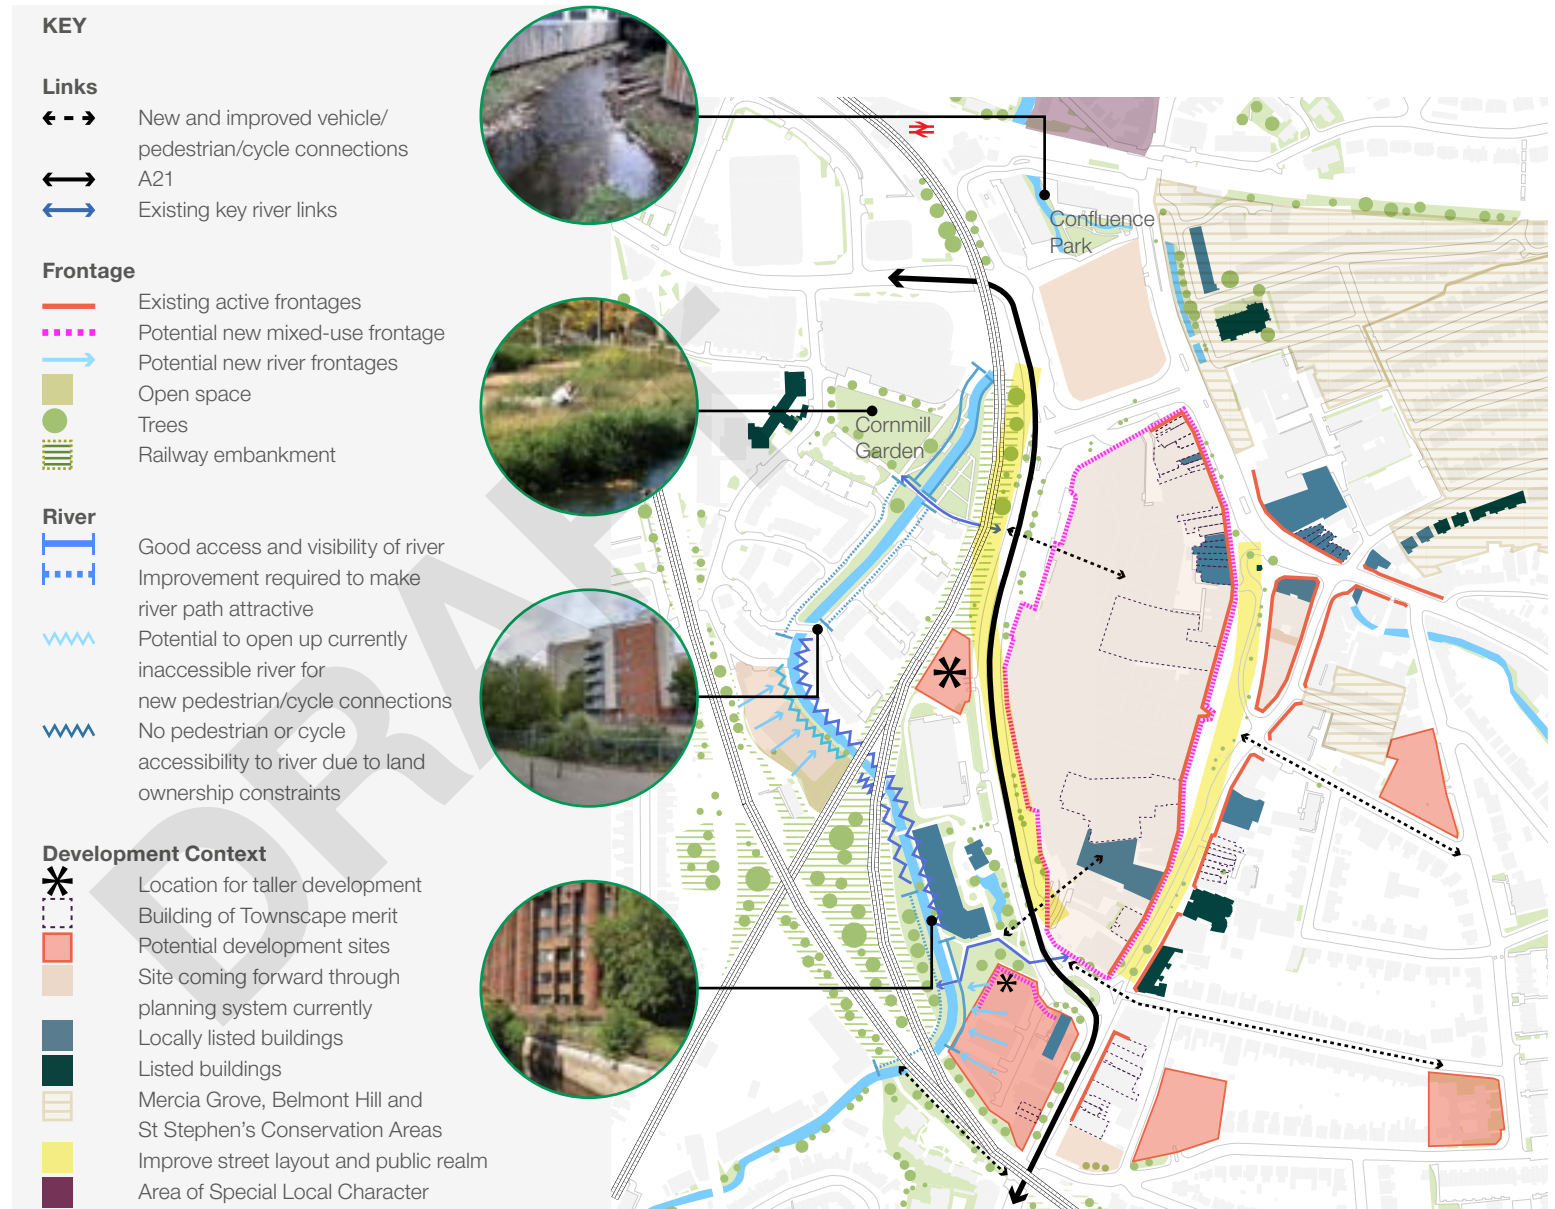 KEY
Links
New and improved vehicle/
pedestrian/cycle connections
A21
Existing key river links
Frontage
Existing active frontages
Potential new mixed-use frontage
Potential new river frontages
Open space
Trees
Railway embankment
River
Good access and visibility of river
Improvement required to make
river path attractive
Potential to open up currently
inaccessible river for
new pedestrian/cycle connections
No pedestrian or cycle
accessibility to river due to land
ownership constraints
Development Context
Location for taller development
Building of Townscape merit
Potential development sites
Site coming forward through
planning system currently
Locally listed buildings
Listed buildings
Mercia Grove, Belmont Hill and
St Stephen's Conservation Areas
Improve street layout and public realm
Area of Special Local Character
Confluence
Park
Cornmill
Garden
DRAFT